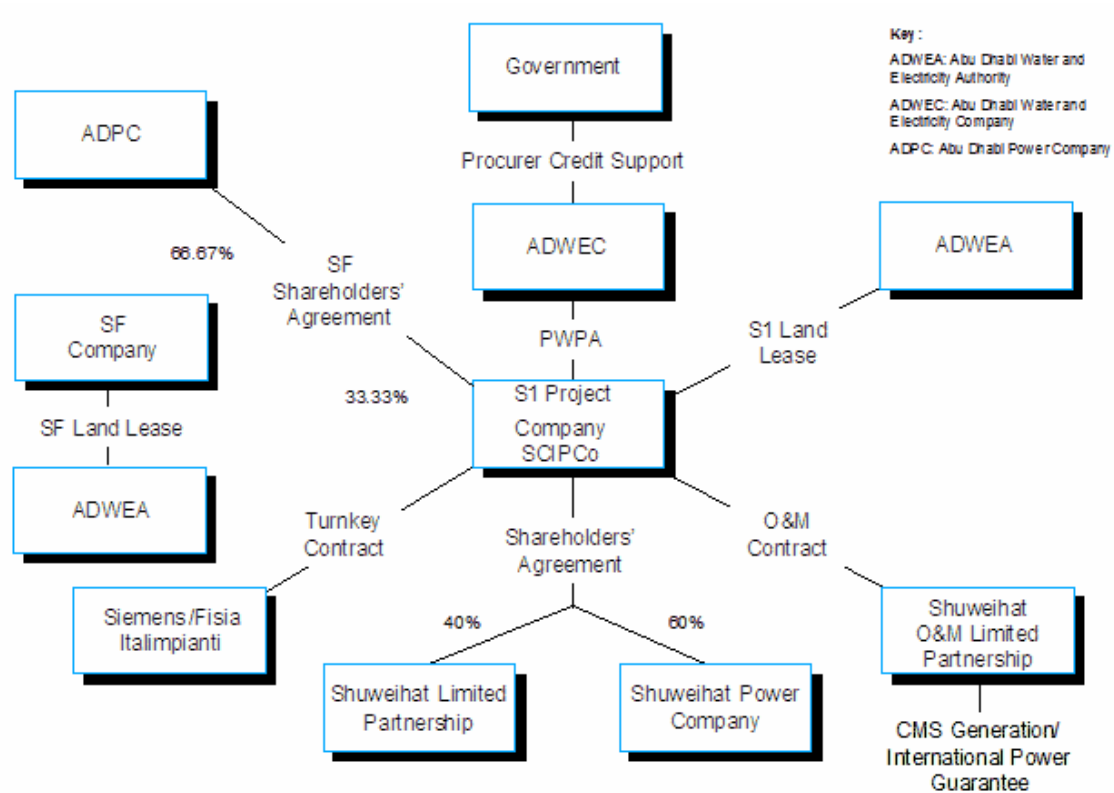 Key :
ADWEA: Abu Dhabi Water and
Electricity Authority
ADWEC: Abu Dhabi Water and
Electricity Company
ADPC: Abu Dhabi Power Company
Government
ADPC
Procurer Credit Support
ADWEC
ADWEA
66.67%
SF
Shareholders'
Agreement
SF
Company
PWPA
S1 Land
Lease
33.33%
S1 Project
Company
SCIPCo
SF Land Lease
ADWEA
Turnkey
Contract
Shareholders'
Agreement
O&M
Contract
Siemens/Fisia
Italimpianti
40%
60%
Shuweihat
O&M Limited
Partnership
Shuweihat Limited
Partnership
Shuweihat Power
Company
CMS Generation/
International Power
Guarantee